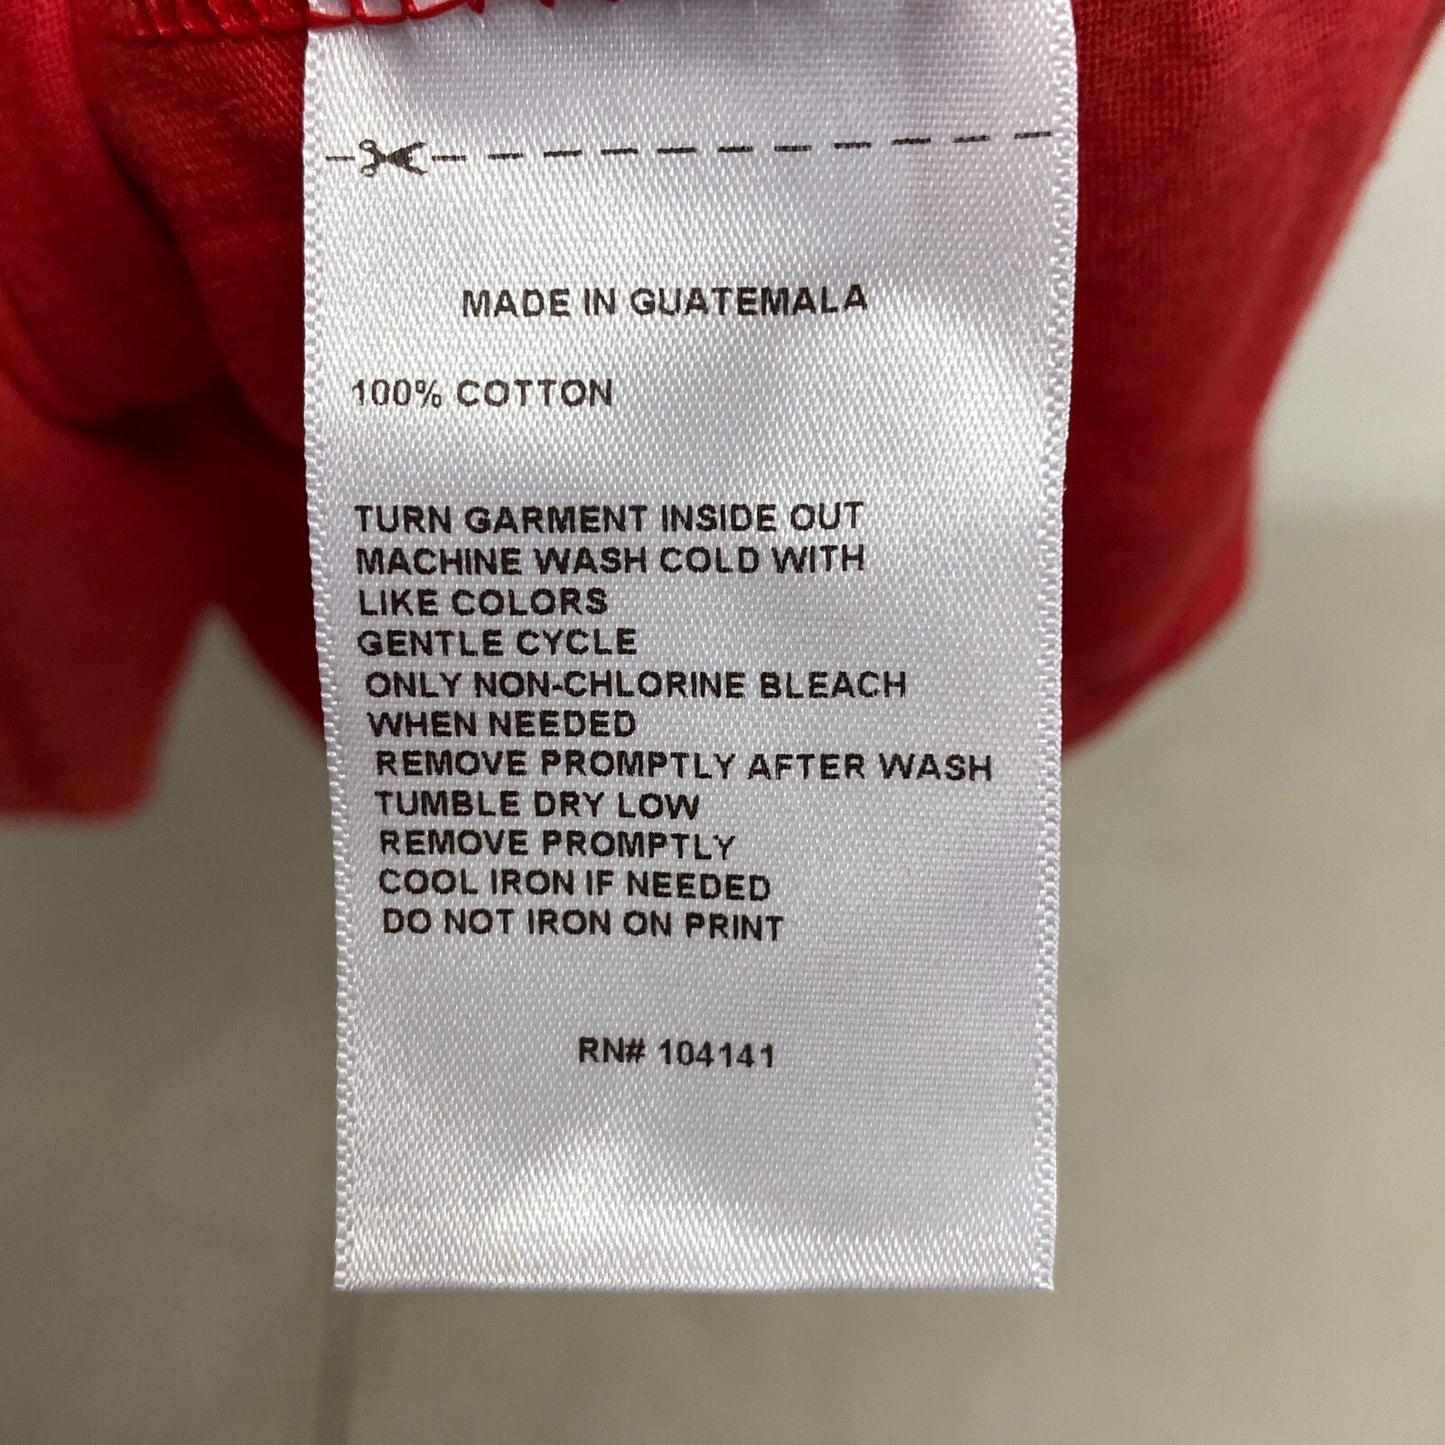 MADE IN GUATEMALA
100% COTTON
TURN GARMENT INSIDE OUT
MACHINE WASH COLD WITH
LIKE COLORS
GENTLE CYCLE
ONLY NON-CHLORINE BLEACH
WHEN NEEDED
REMOVE PROMPTLY AFTER WASH
TUMBLE DRY LOW
REMOVE PROMPTLY
COOL IRON IF NEEDED
DO NOT IRON ON PRINT
RN# 104141